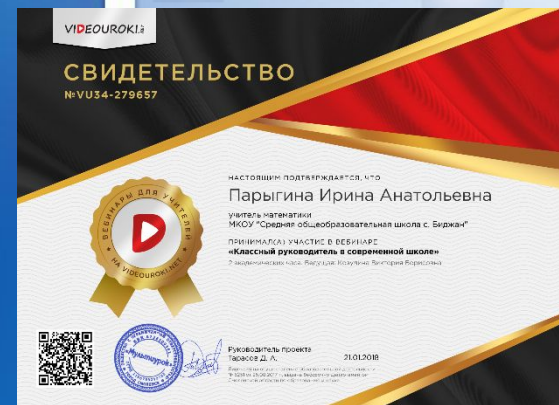 VIDEOUROKI
СВИДЕТЕЛЬСТВО
№VU34-279657
НАСТОЯЩИМ ПОДТВЕРЖДАЕТСЯ, ЧТО
Парыгина Ирина Анатольевна
учитель математики
МКОУ "Средняя общеобразовательная школа с. Биджан"
ПРИНИМАЛ(А) УЧАСТИЕ В ВЕБИНАРЕ
«Классный руководитель в современной школе»
2 академических часа. Ведущая: Виктория Борисовна
ВЕБИНАРЫ ДЛЯ УЧИТЕЛЕЙ
НА VIDEOUROKI.NET
«Мультиурок»
Руководитель проекта
Тарасов Д. А. 21.01.2018